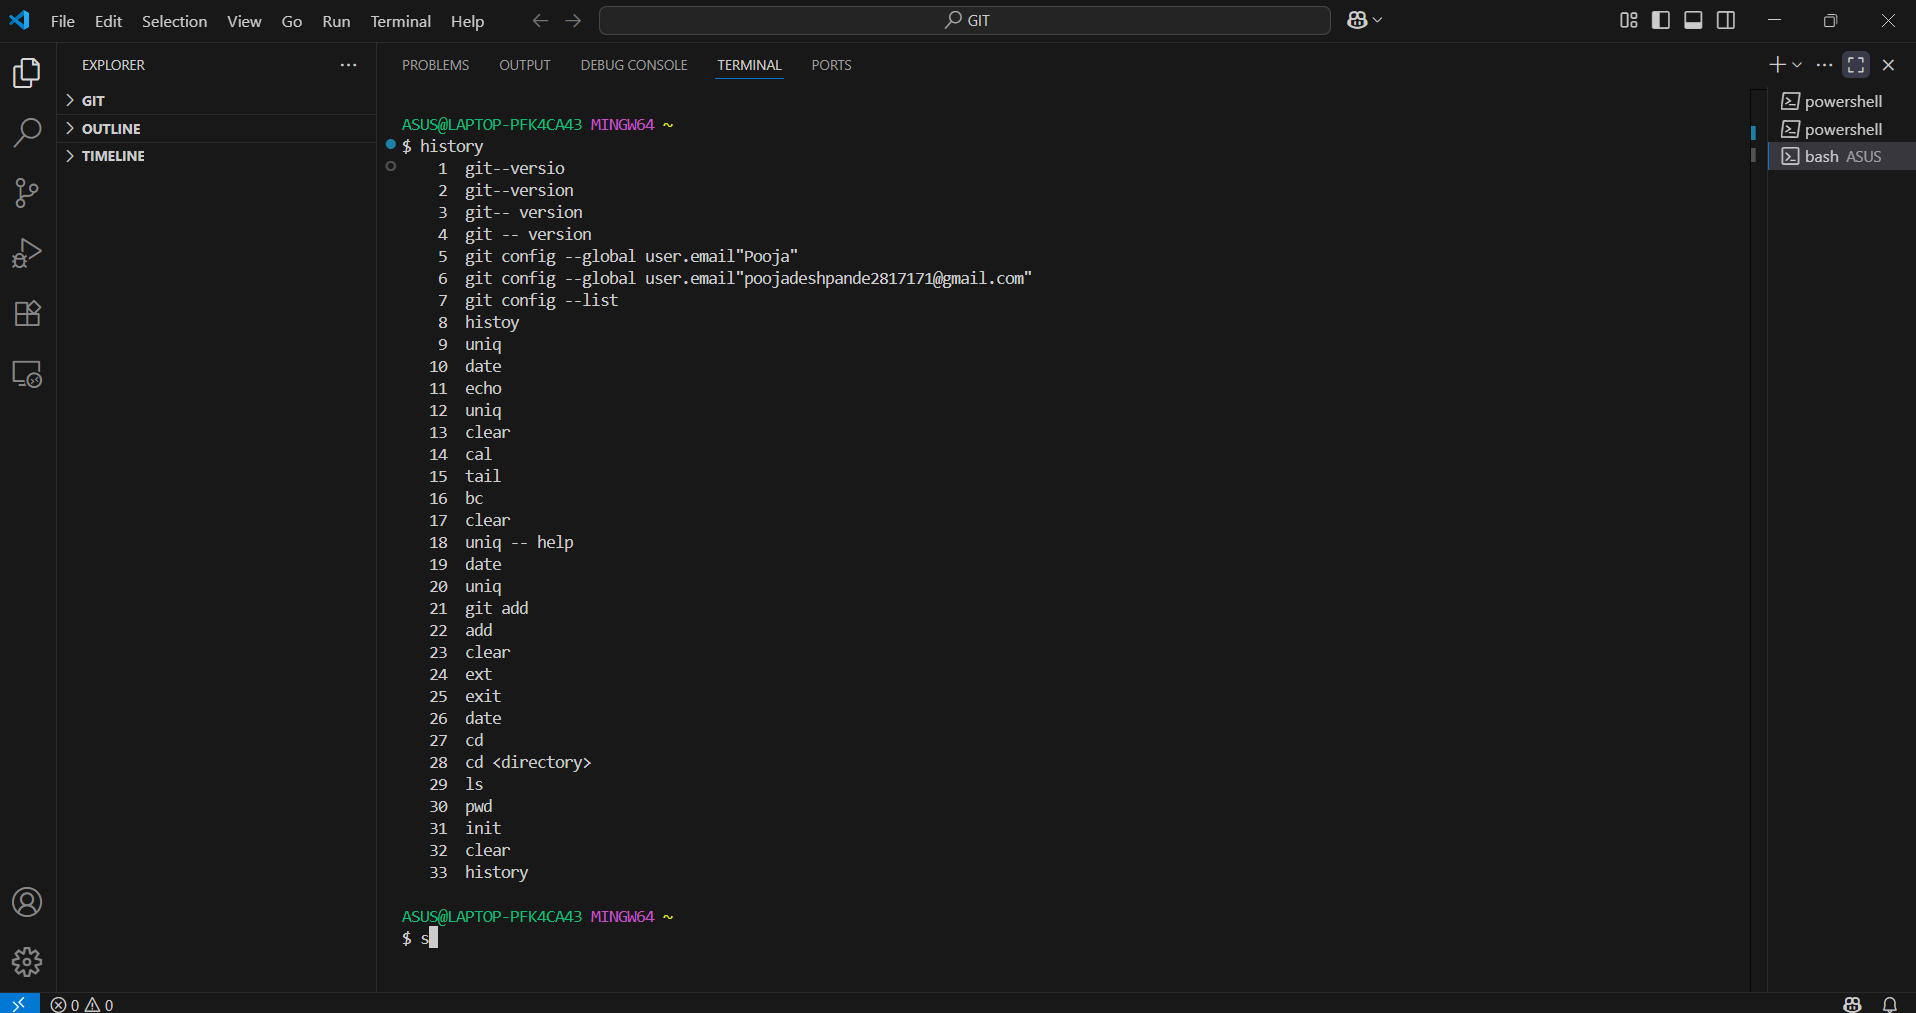 File Edit Selection View Go Run Terminal Help
GIT
EXPLORER
GIT
OUTLINE
TIMELINE
PROBLEMS OUTPUT DEBUG CONSOLE TERMINAL PORTS
ASUS@LAPTOP-PFK4CA43 MINGW64 ~
$ history
1 git--versio
2 git--version
3 git-- version
4 git -- version
5 git config --global user.email"Pooja"
6 git config --global user.email"poojadeshpande2817171@gmail.com"
7 git config --list
8 histoy
9 uniq
10 date
11 echo
12 uniq
13 clear
14 cal
15 tail
16 bc
17 clear
18 uniq -- help
19 date
20 uniq
21 git add
22 add
23 clear
24 ext
25 exit
26 date
27 cd
28 cd <directory>
29 ls
30 pwd
31 init
32 clear
33 history
ASUS@LAPTOP-PFK4CA43 MINGW64 ~
$ s
powershell
powershell
bash ASUS
0 0